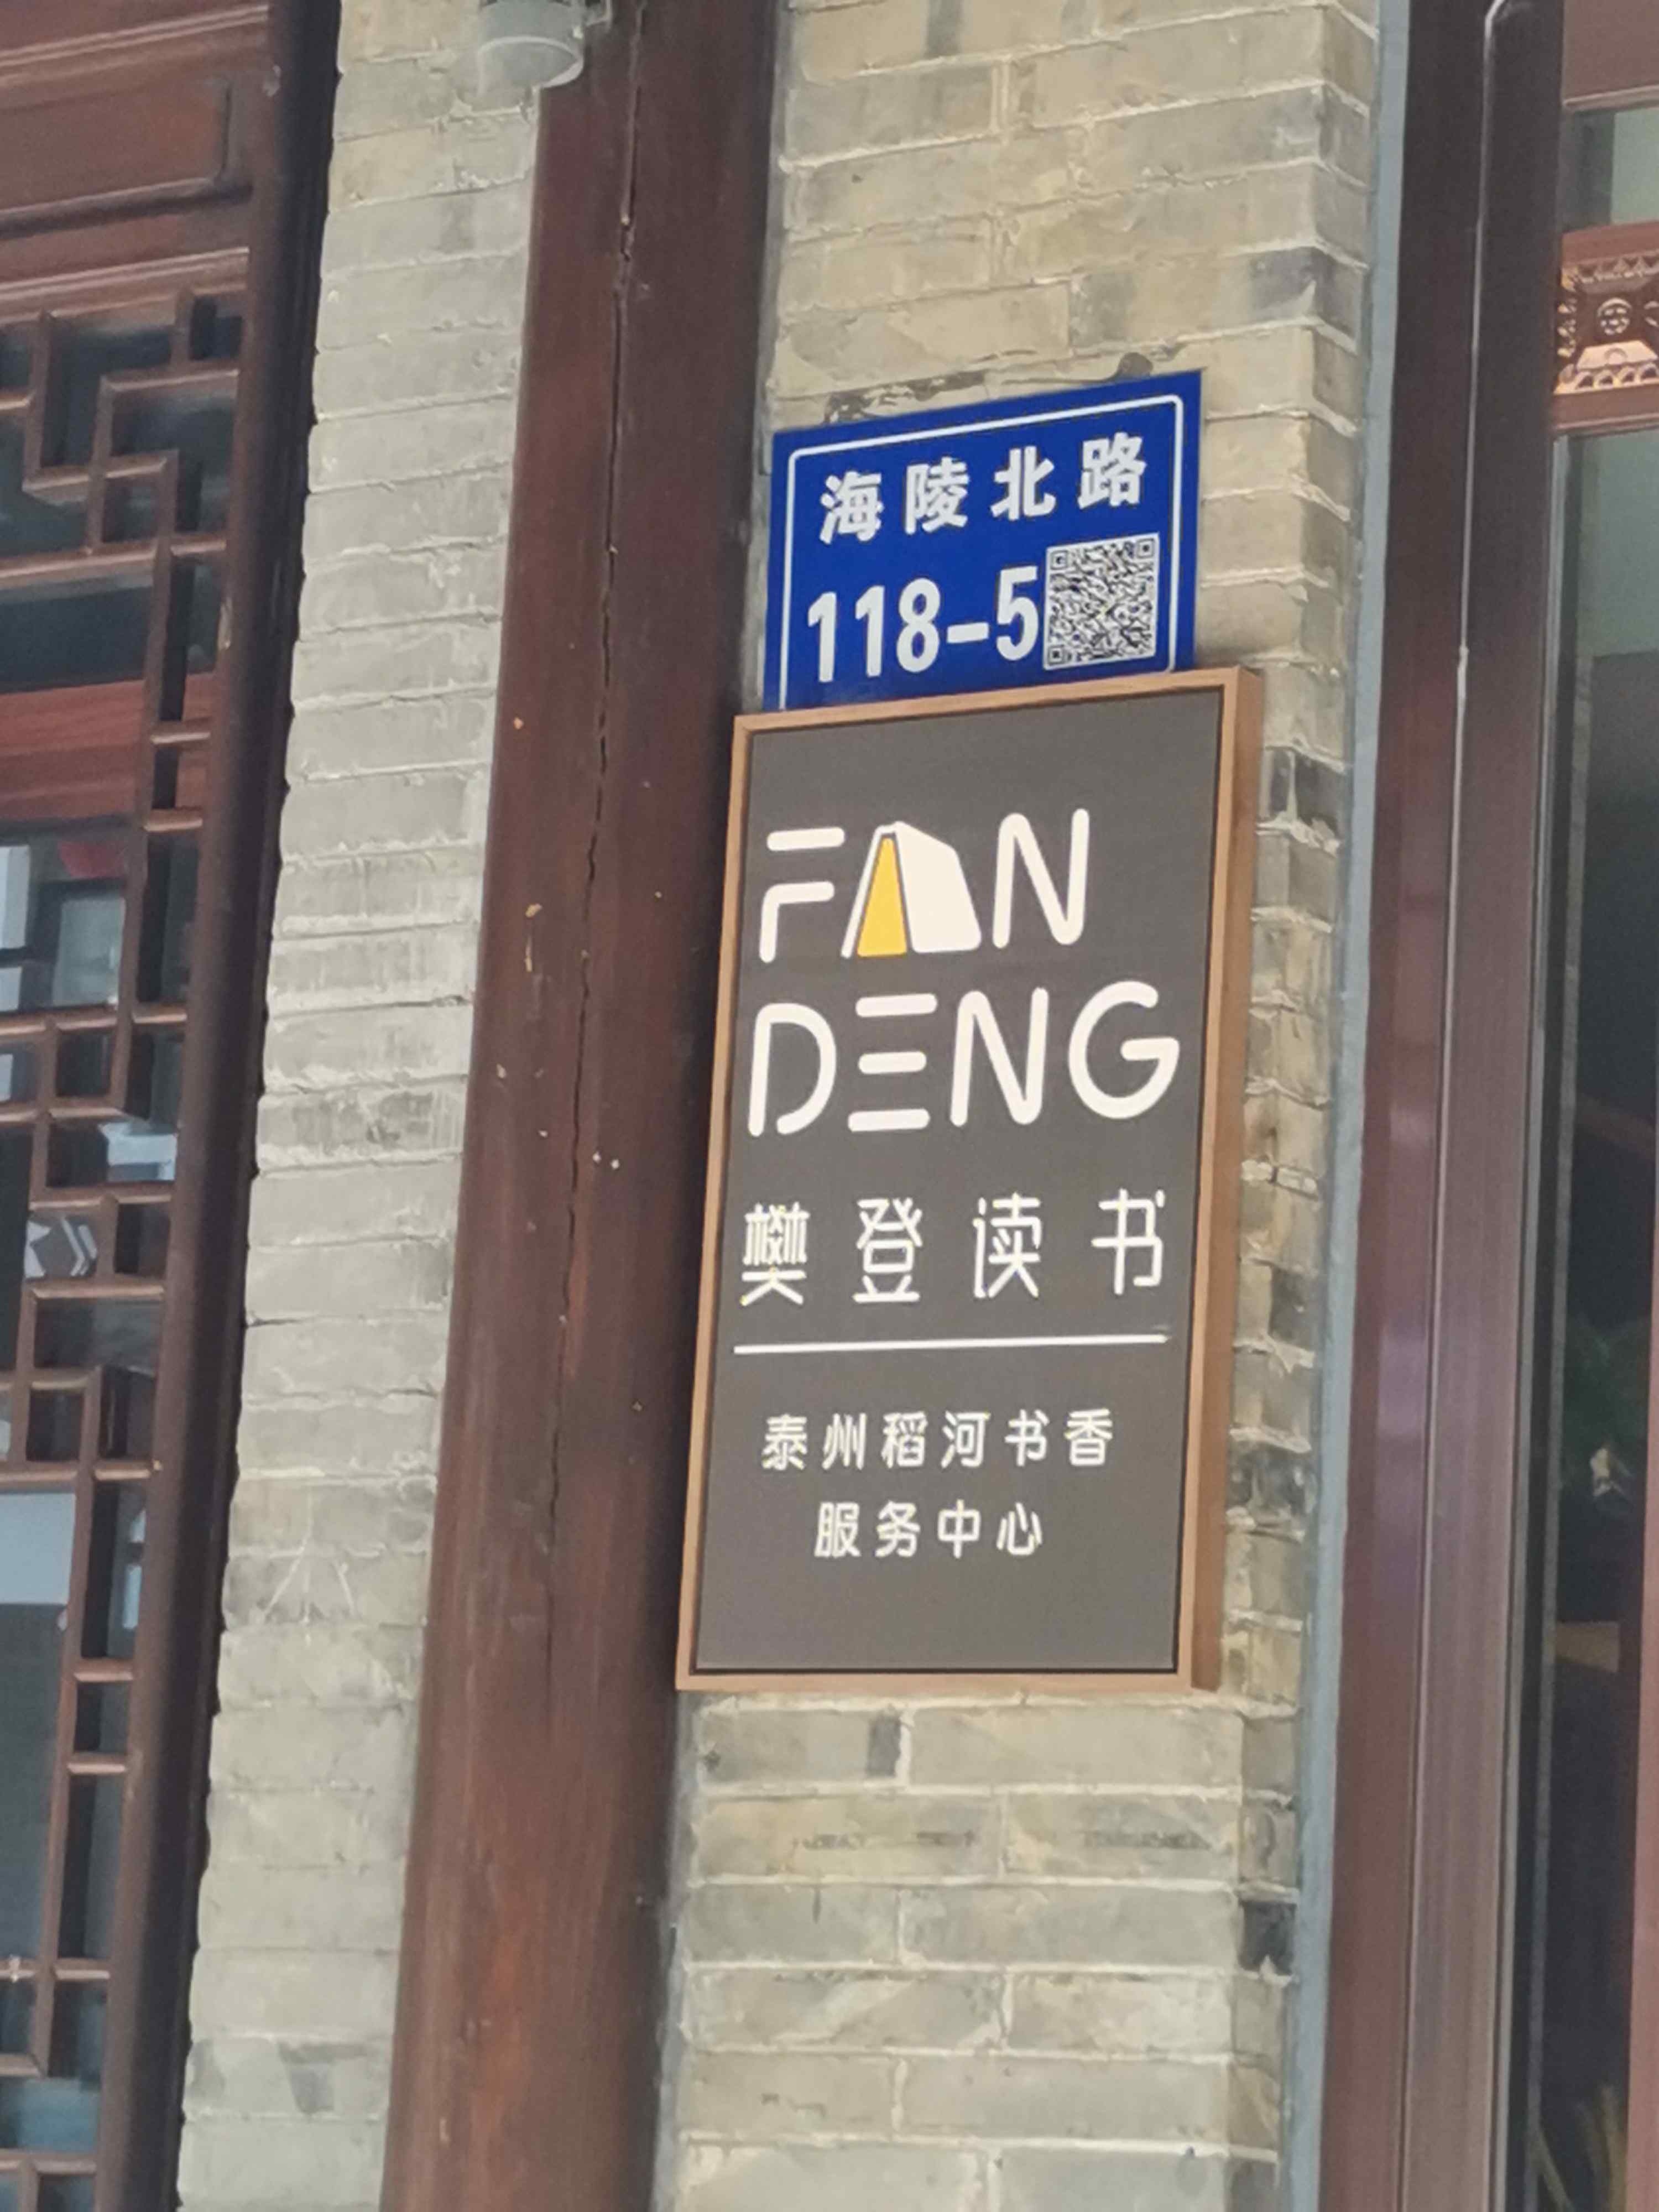 海陵北路
118-5
FAN
DENG
樊登读书
泰州稻河书香
服务中心